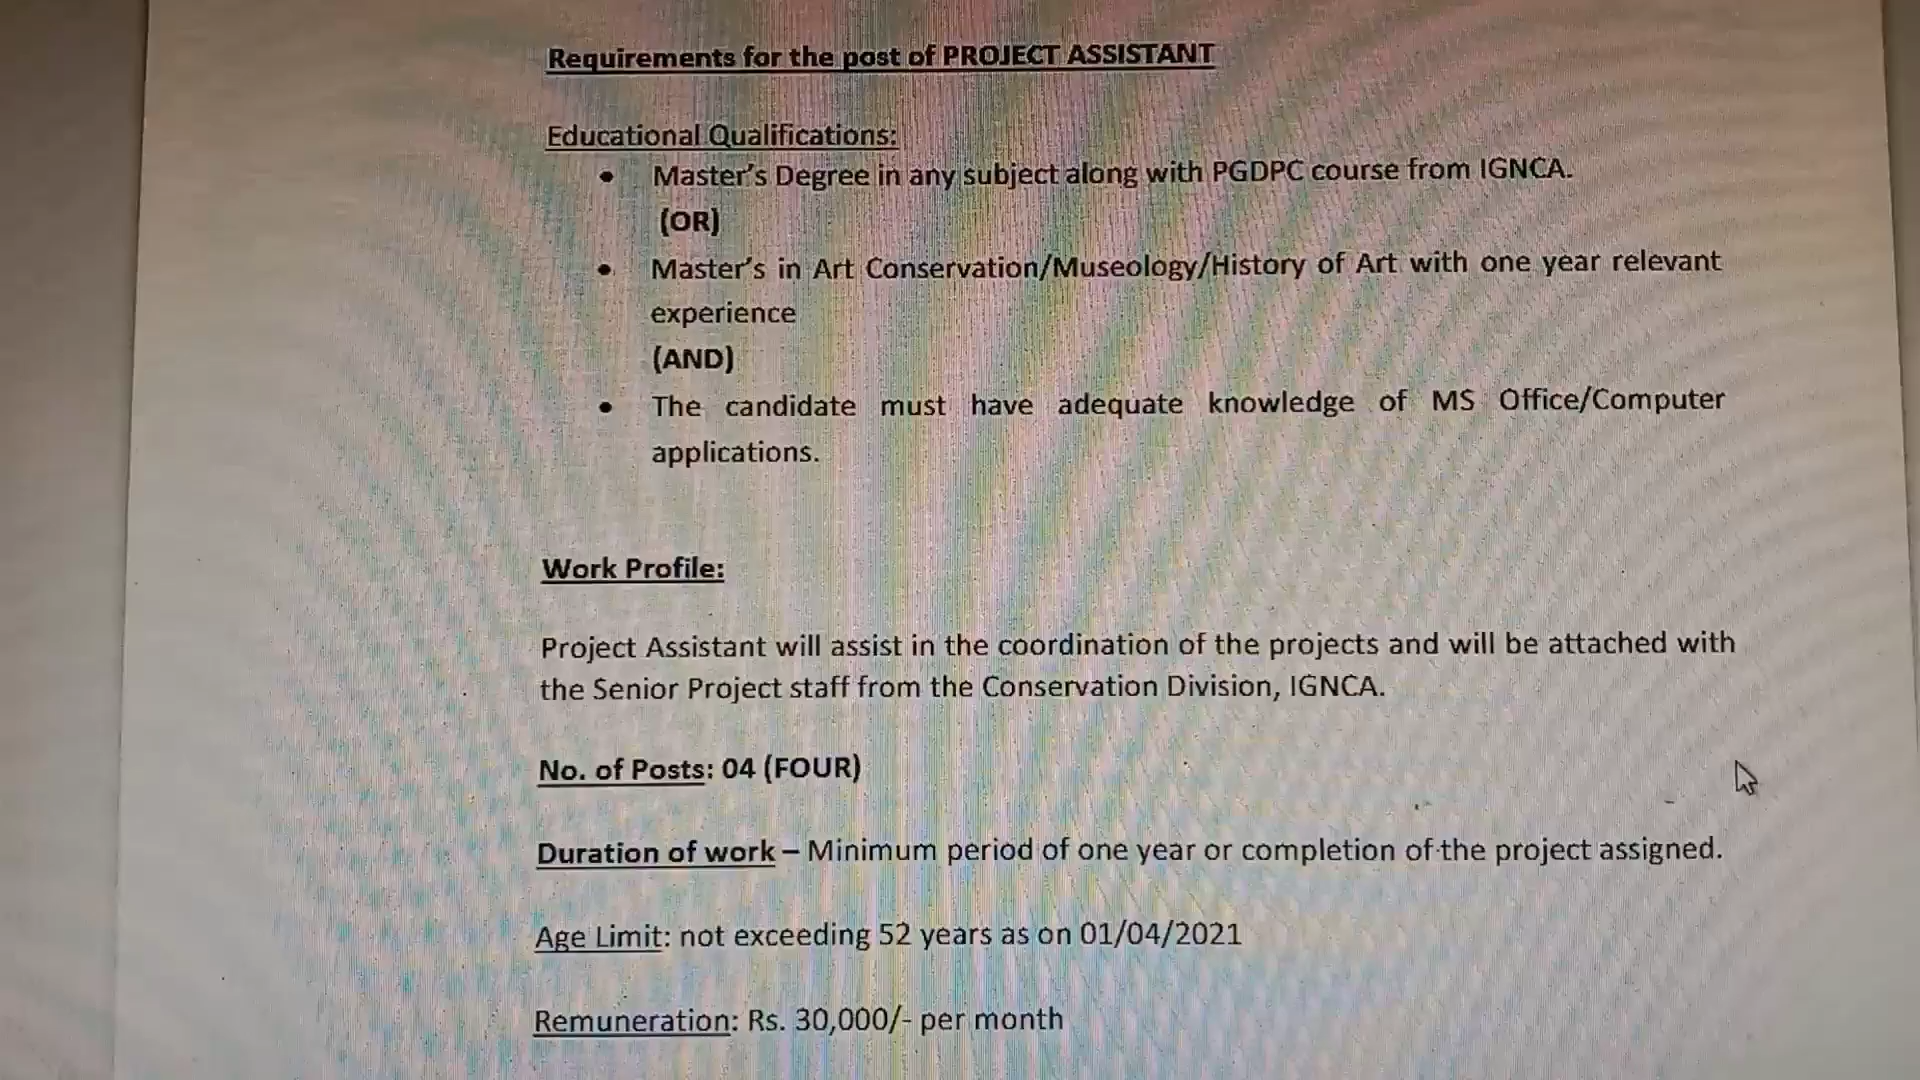 Requirements for the post of PROJECT ASSISTANT
Educational Qualifications:
• Master's Degree in any subject along with PGDPC course from IGNCA.
(OR)
• Master's in Art Conservation/Museology/History of Art with one year relevant
experience
(AND)
• The candidate must have adequate knowledge of MS Office/Computer
applications.
Work Profile:
Project Assistant will assist in the coordination of the projects and will be attached with
the Senior Project staff from the Conservation Division, IGNCA.
No. of Posts: 04 (FOUR)
Duration of work – Minimum period of one year or completion of the project assigned.
Age Limit: not exceeding 52 years as on 01/04/2021
Remuneration: Rs. 30,000/- per month